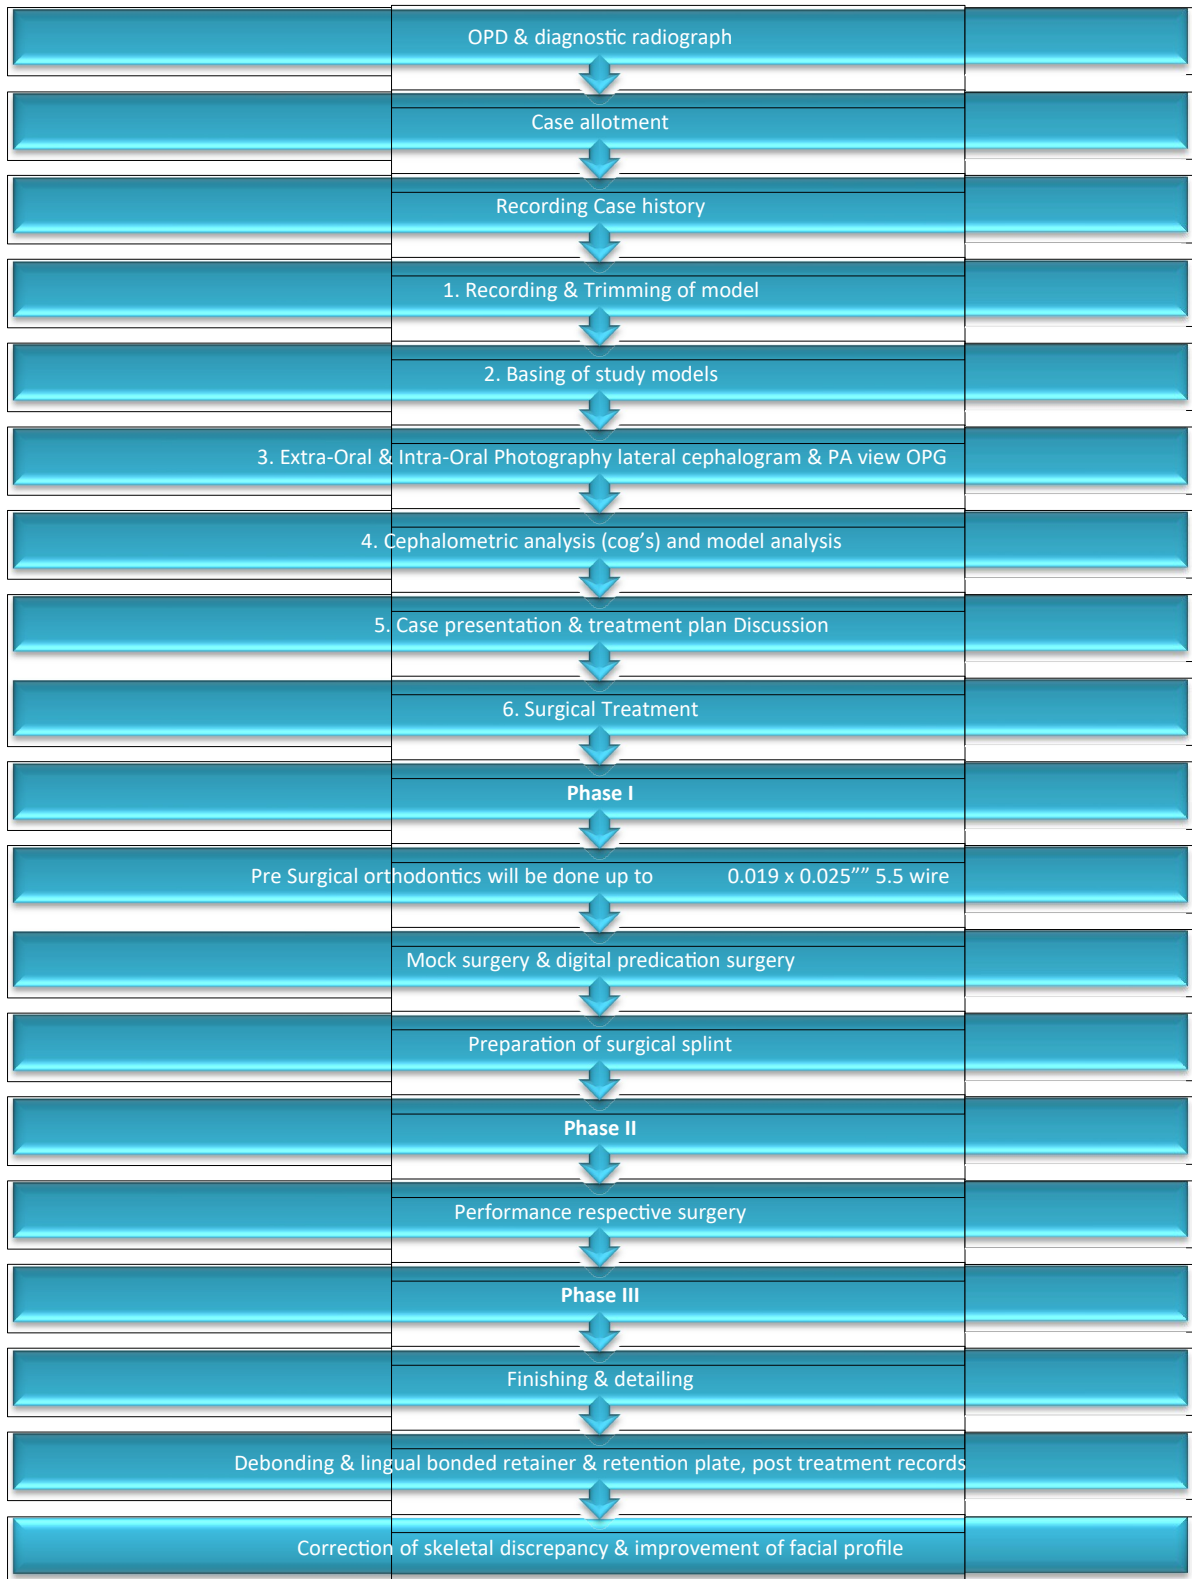 OPD & diagnostic radiograph
Case allotment
Recording Case history
1. Recording & Trimming of model
2. Basing of study models
3. Extra-Oral & Intra-Oral Photography lateral cephalogram & PA view OPG
4. Cephalometric analysis (cog’s) and model analysis
5. Case presentation & treatment plan Discussion
6. Surgical Treatment
Phase I
Pre Surgical orthodontics will be done up to 0.019 x 0.025”” 5.5 wire
Mock surgery & digital predication surgery
Preparation of surgical splint
Phase II
Performance respective surgery
Phase III
Finishing & detailing
Debonding & lingual bonded retainer & retention plate, post treatment records
Correction of skeletal discrepancy & improvement of facial profile